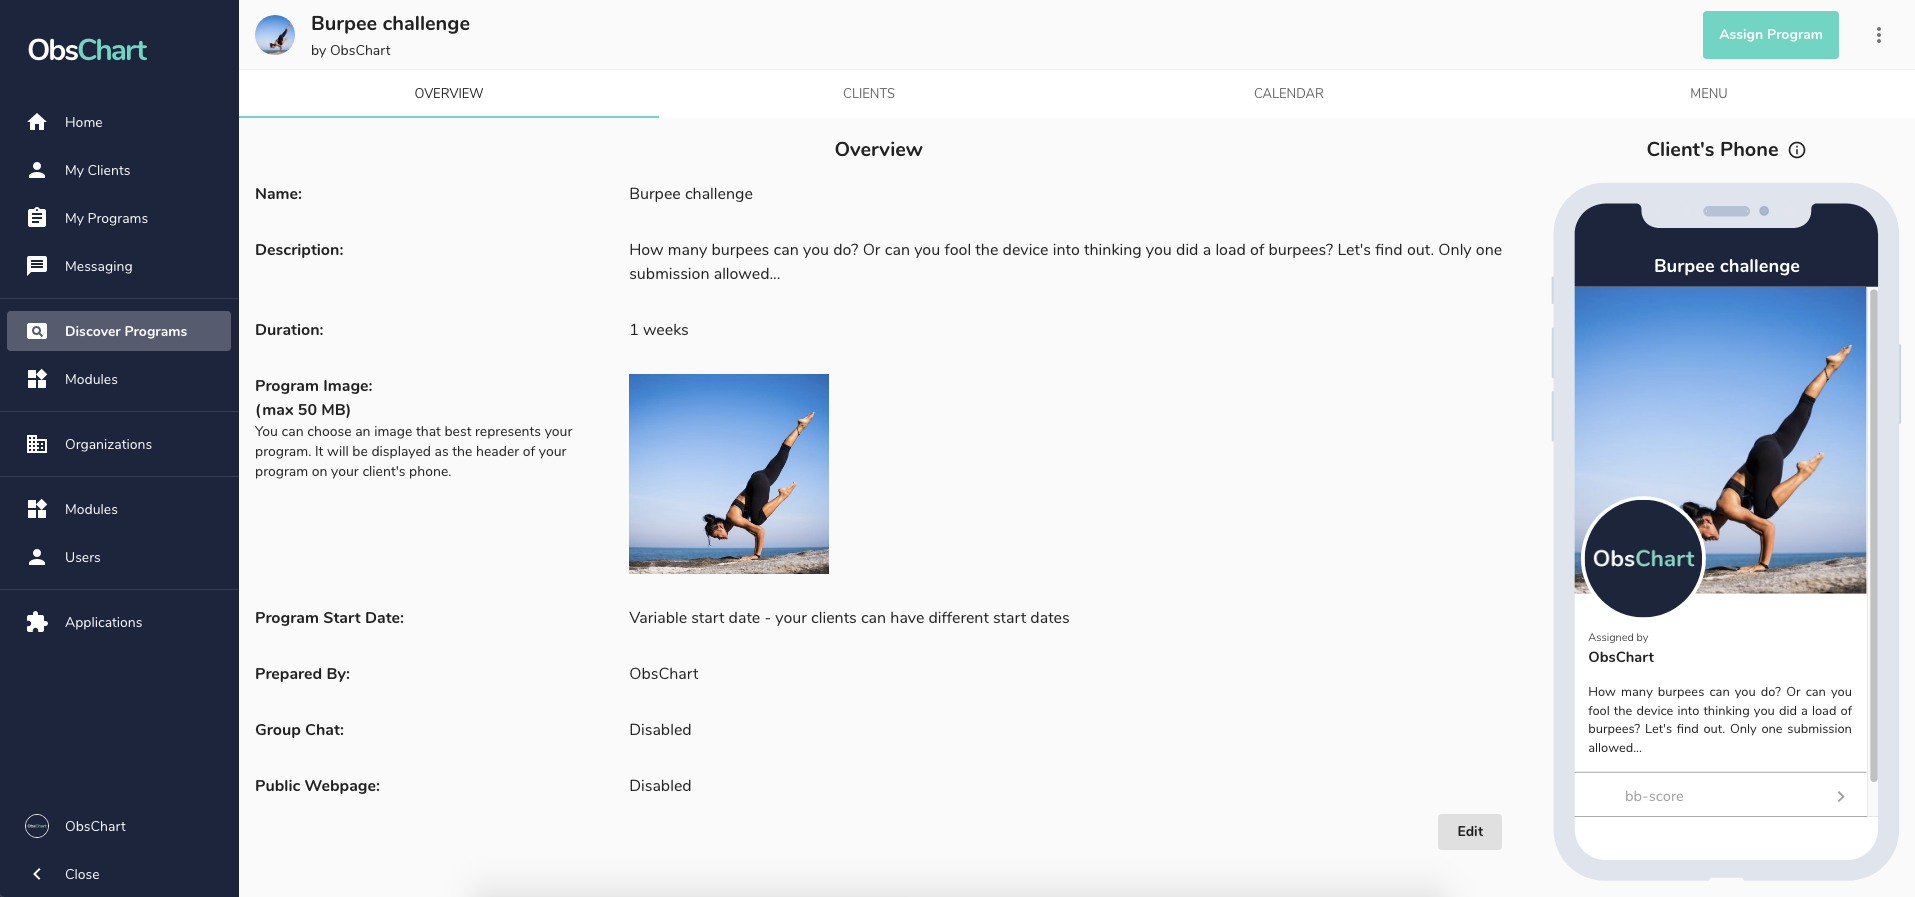 ObsChart
Home
My Clients
My Programs
Messaging
Discover Programs
Modules
Organizations
Modules
Users
Applications
ObsChart
Close
Burpee challenge
by ObsChart
Assign Program
OVERVIEW
CLIENTS
CALENDAR
MENU
Overview
Name:
Burpee challenge
Description:
How many burpees can you do? Or can you fool the device into thinking you did a load of burpees? Let's find out. Only one
submission allowed...
Duration:
1 weeks
Program Image:
(max 50 MB)
You can choose an image that best represents your
program. It will be displayed as the header of your
program on your client's phone.
Program Start Date:
Variable start date - your clients can have different start dates
Prepared By:
ObsChart
Group Chat:
Disabled
Public Webpage:
Disabled
Edit
Client's Phone
Burpee challenge
ObsChart
Assigned by
ObsChart
How many burpees can you do? Or can you
fool the device into thinking you did a load of
burpees? Let's find out. Only one submission
allowed...
bb-score